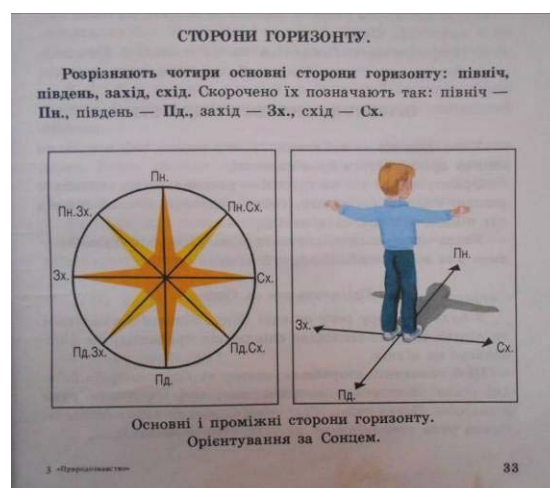 СТОРОНИ ГОРИЗОНТУ.
Розрізняють чотири основні сторони горизонту: північ,
південь, захід, схід. Скорочено їх позначають так: північ —
Пн., південь — Пд., захід — Зх., схід — Сх.
Пн.
Пн.Зх.
Пн.Сх.
Зх.
Сх.
Пд.Зх.
Пд.Сх.
Пд.
Пн.
Зх.
Сх.
Пд.
Основні і проміжні сторони горизонту.
Орієнтування за Сонцем.
3 «Природознавство»
33